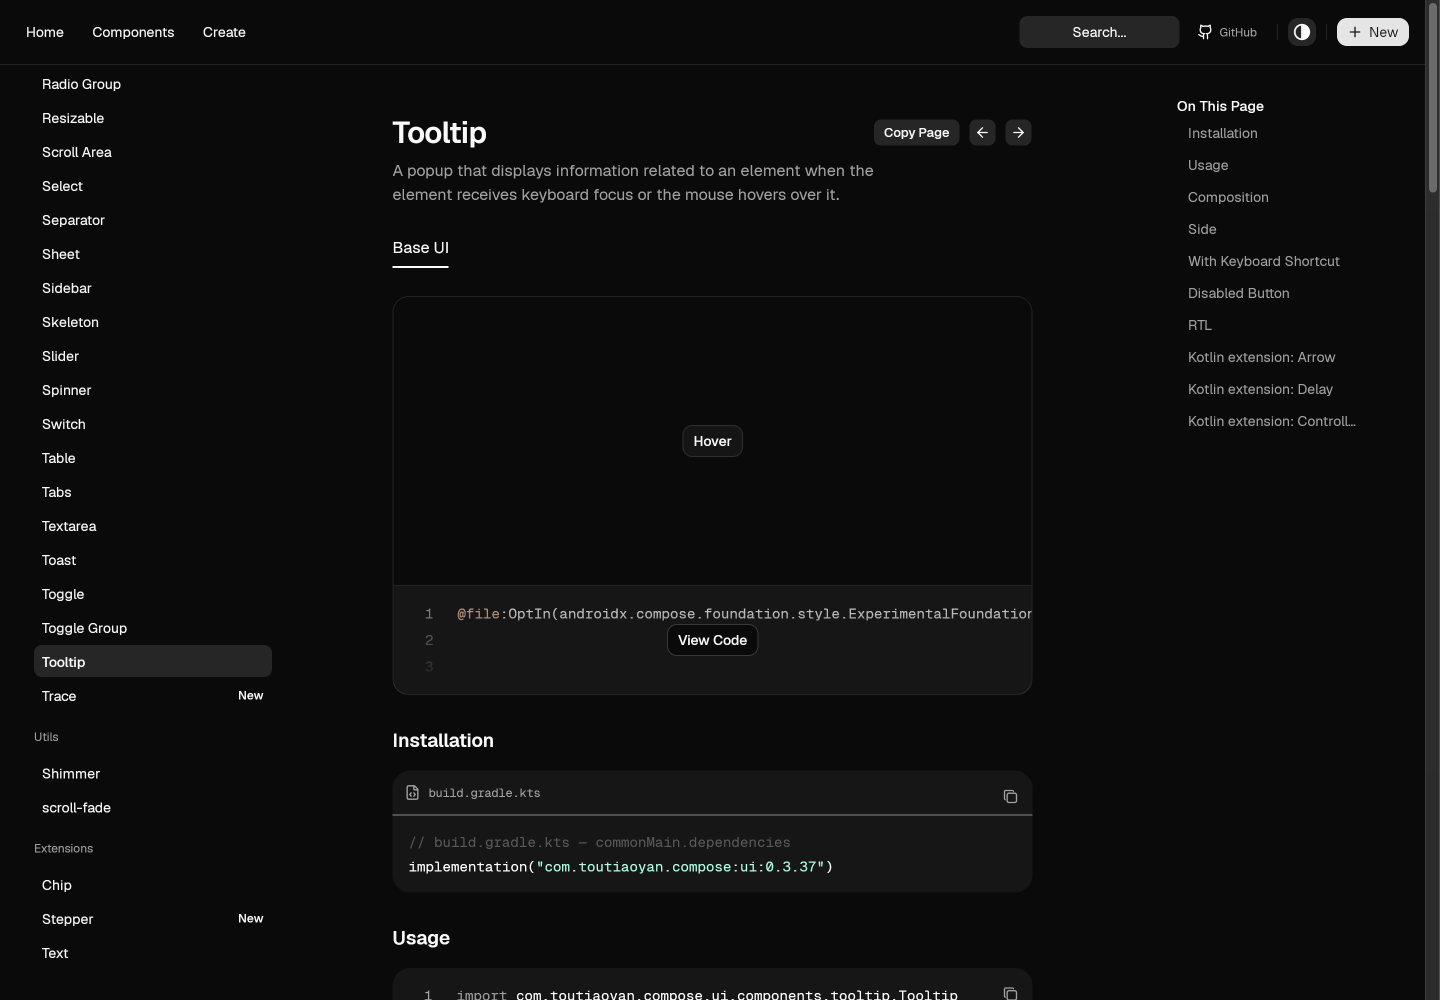 Home
Components
Create
Search...
GitHub
New
Radio Group
Resizable
Scroll Area
Select
Separator
Sheet
Sidebar
Skeleton
Slider
Spinner
Switch
Table
Tabs
Textarea
Toast
Toggle
Toggle Group
Tooltip
Trace New
Utils
Shimmer
scroll-fade
Extensions
Chip
Stepper New
Text
Tooltip
Copy Page
A popup that displays information related to an element when the
element receives keyboard focus or the mouse hovers over it.
Base UI
Hover
1 @file:OptIn(androidx.compose.foundation.style.ExperimentalFoundation
2
View Code
3
Installation
build.gradle.kts
// build.gradle.kts — commonMain.dependencies
implementation("com.toutiaoyan.compose:ui:0.3.37")
Usage
1 import com.toutiaoyan.compose.ui.components.tooltip.Tooltip
On This Page
Installation
Usage
Composition
Side
With Keyboard Shortcut
Disabled Button
RTL
Kotlin extension: Arrow
Kotlin extension: Delay
Kotlin extension: Controll...